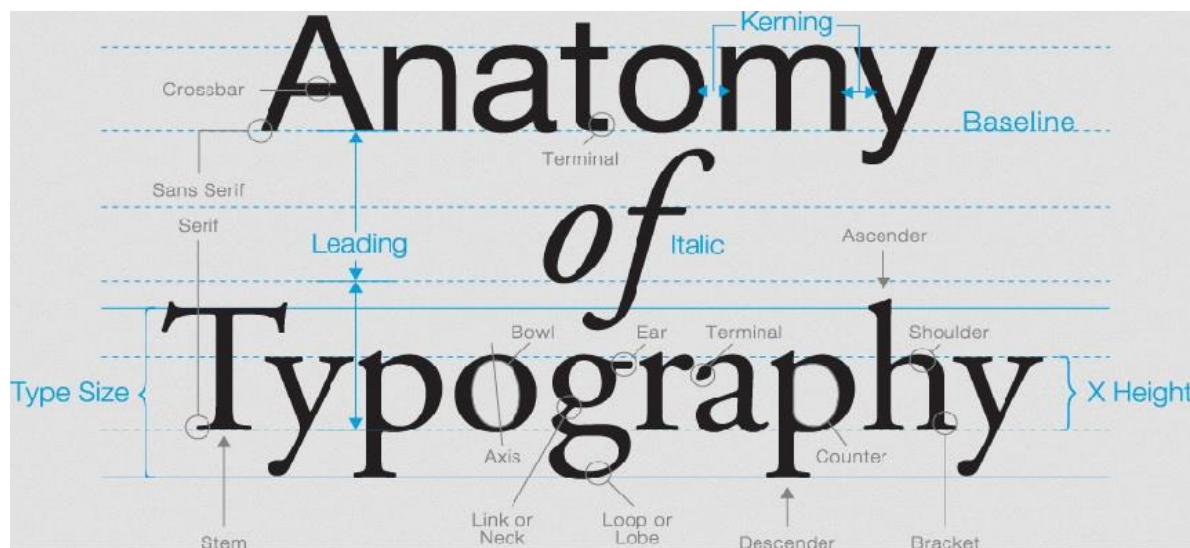 Anatomy
Kerning
Crossbar
Baseline
Terminal
Sans Serif
Serif
of
Leading
Italic
Ascender
Typography
Bowl
Ear
Terminal
Shoulder
Type Size
X Height
Axis
Counter
Link or
Neck
Loop or
Lobe
Stem
Descender
Bracket